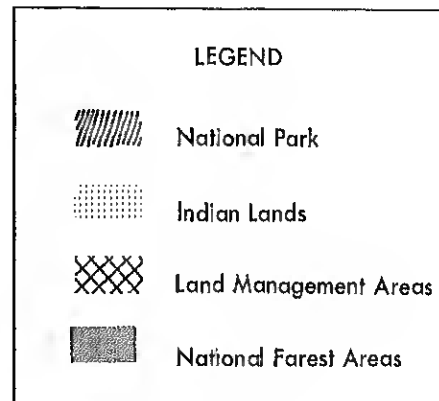 LEGEND
National Park
Indian Lands
Land Management Areas
National Farest Areas